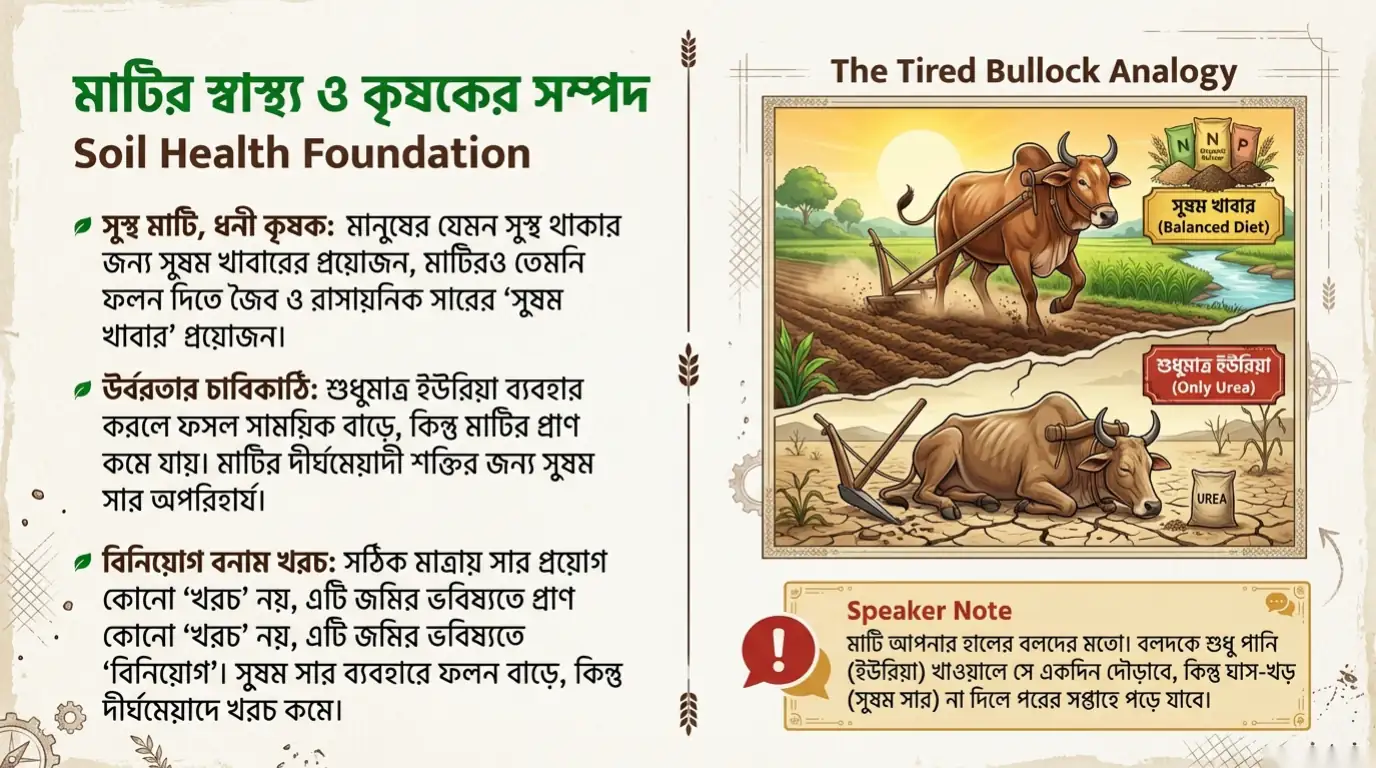 মাটির স্বাস্থ্য ও কৃষকের সম্পদ
Soil Health Foundation
সুস্থ মাটি, ধনী কৃষক: মানুষের যেমন সুস্থ থাকার
জন্য সুষম খাবারের প্রয়োজন, মাটিরও তেমনি
ফলন দিতে জৈব ও রাসায়নিক সারের ‘সুষম
খাবার’ প্রয়োজন।
উর্বরতার চাবিকাঠি: শুধুমাত্র ইউরিয়া ব্যবহার
করলে ফসল সাময়িক বাড়ে, কিন্তু মাটির প্রাণ
কমে যায়। মাটির দীর্ঘমেয়াদী শক্তির জন্য সুষম
সার অপরিহার্য।
বিনিয়োগ বনাম খরচ: সঠিক মাত্রায় সার প্রয়োগ
কোনো ‘খরচ’ নয়, এটি জমির ভবিষ্যতে প্রাণ
কোনো ‘খরচ’ নয়, এটি জমির ভবিষ্যতে
‘বিনিয়োগ’। সুষম সার ব্যবহারে ফলন বাড়ে, কিন্তু
দীর্ঘমেয়াদে খরচ কমে।
The Tired Bullock Analogy
N
N
P
সুষম খাবার
(Balanced Diet)
শুধুমাত্র ইউরিয়া
(Only Urea)
UREA
Speaker Note
মাটি আপনার হালের বলদের মতো। বলদকে শুধু পানি
(ইউরিয়া) খাওয়ালে সে একদিন দৌড়াবে, কিন্তু ঘাস-খড়
(সুষম সার) না দিলে পরের সপ্তাহে পড়ে যাবে।